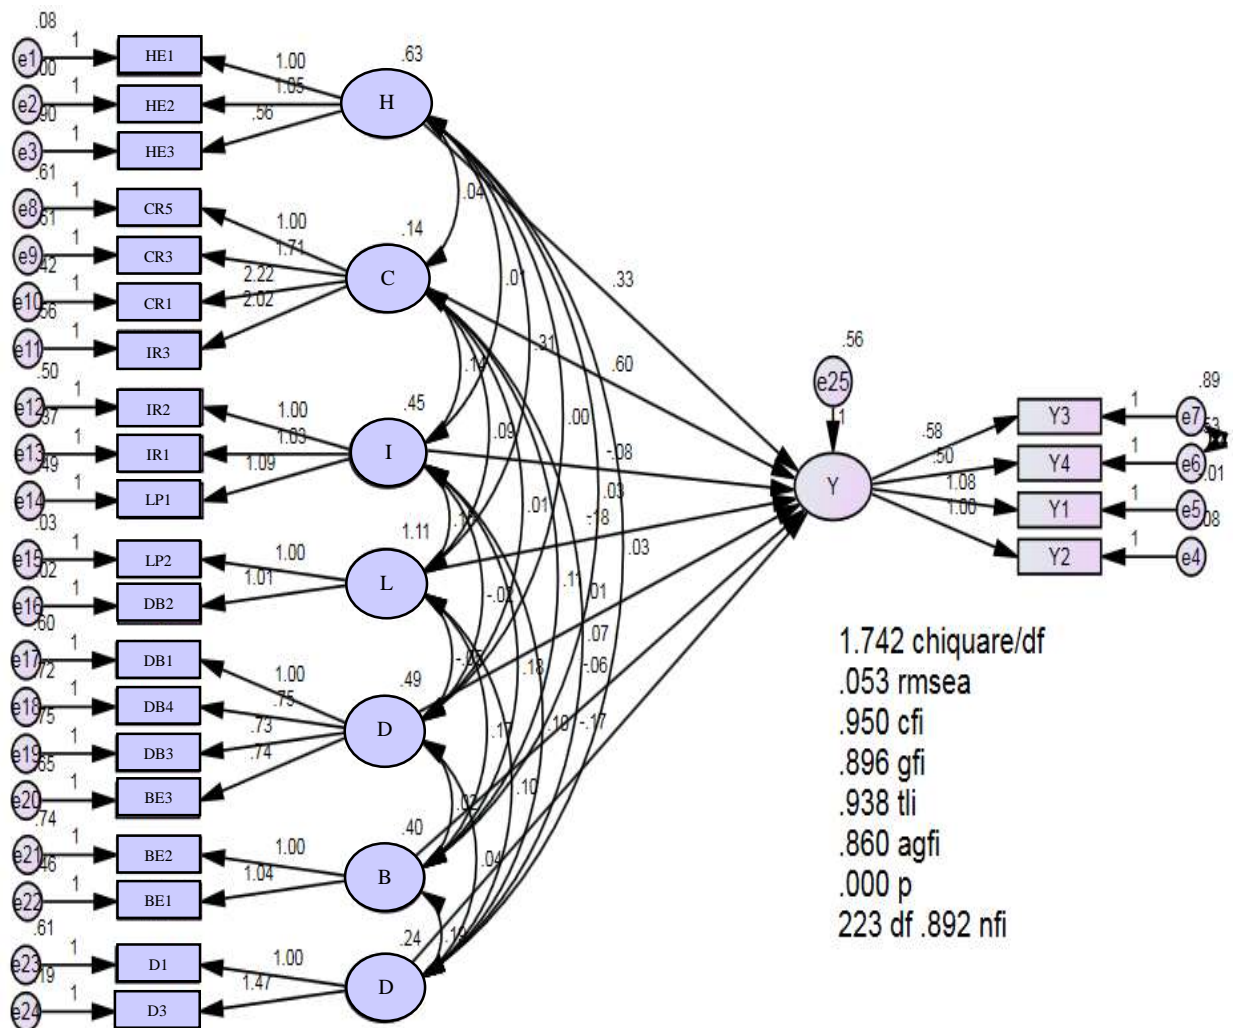 .08
e1 1 HE1 1.00 .63
.00
e2 1 HE2 1.05 H
.90
e3 1 HE3 .56
.61
e8 1 CR5 1.00 .04
.51
e9 1 CR3 1.71 .14
.42
e10 1 CR1 2.22 C .01 .33
.56
e11 1 IR3 2.02 .31
.50 .14 .60 .56
e12 1 IR2 1.00 .45 .00 e25 .89
.37 1
e13 1 IR1 1.03 I .09 -.08 .58 Y3 1 e7
.49 .53
e14 1 LP1 1.09 .03 Y .50 Y4 1 e6
.03 1.11 .01 -.18 1.08 .01
e15 1 LP2 1.00 .03 1.00 Y1 1 e5
.02 .08
e16 1 DB2 1.01 L -.02 .11 .01 Y2 1 e4
.60
e17 1 DB1 1.00 -.05 .07
.72 .49 .18 -.06
e18 1 DB4 .75
.75
e19 1 DB3 .73 D .17 .10 -.17
.65
e20 1 BE3 .74 .10
.74 .02 .40
e21 1 BE2 1.00 .04
.46
e22 1 BE1 1.04 B
.61 .24
e23 1 D1 1.00
.19
e24 1 D3 1.47 D
1.742 chiquare/df
.053 rmsea
.950 cfi
.896 gfi
.938 tli
.860 agfi
.000 p
223 df .892 nfi